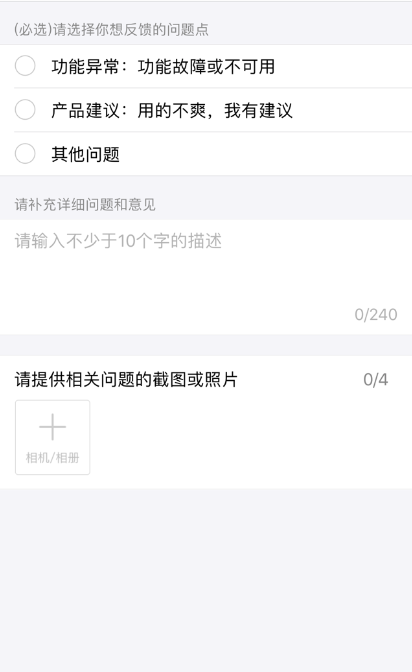 (必选)请选择你想反馈的问题点
功能异常：功能故障或不可用
产品建议：用的不爽，我有建议
其他问题
请补充详细问题和意见
请输入不少于10个字的描述
0/240
请提供相关问题的截图或照片 0/4
相机/相册